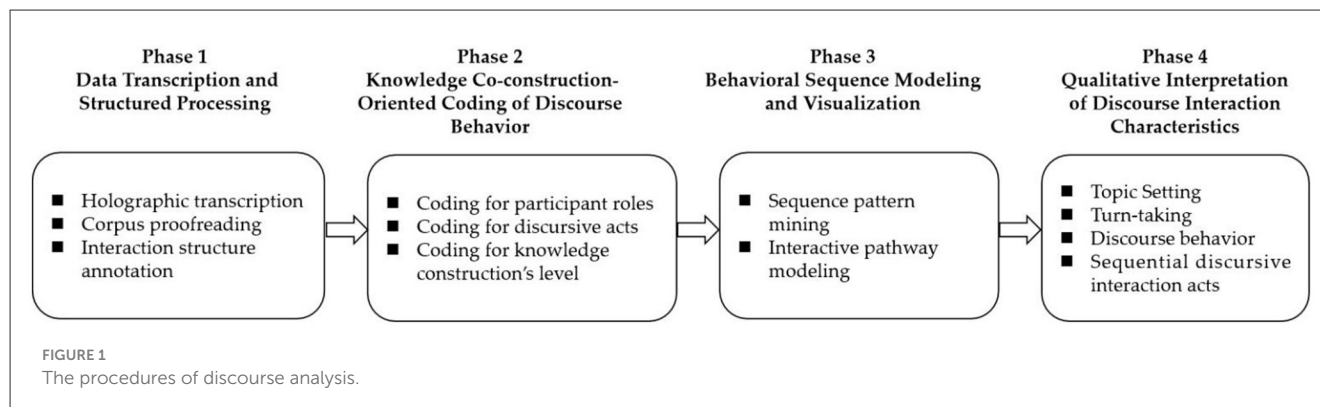 Phase 1
Data Transcription and
Structured Processing
■ Holographic transcription
■ Corpus proofreading
■ Interaction structure
annotation
Phase 2
Knowledge Co-construction-
Oriented Coding of Discourse
Behavior
■ Coding for participant roles
■ Coding for discursive acts
■ Coding for knowledge
construction's level
Phase 3
Behavioral Sequence Modeling
and Visualization
■ Sequence pattern
mining
■ Interactive pathway
modeling
Phase 4
Qualitative Interpretation
of Discourse Interaction
Characteristics
■ Topic Setting
■ Turn-taking
■ Discourse behavior
■ Sequential discursive
interaction acts
FIGURE 1
The procedures of discourse analysis.